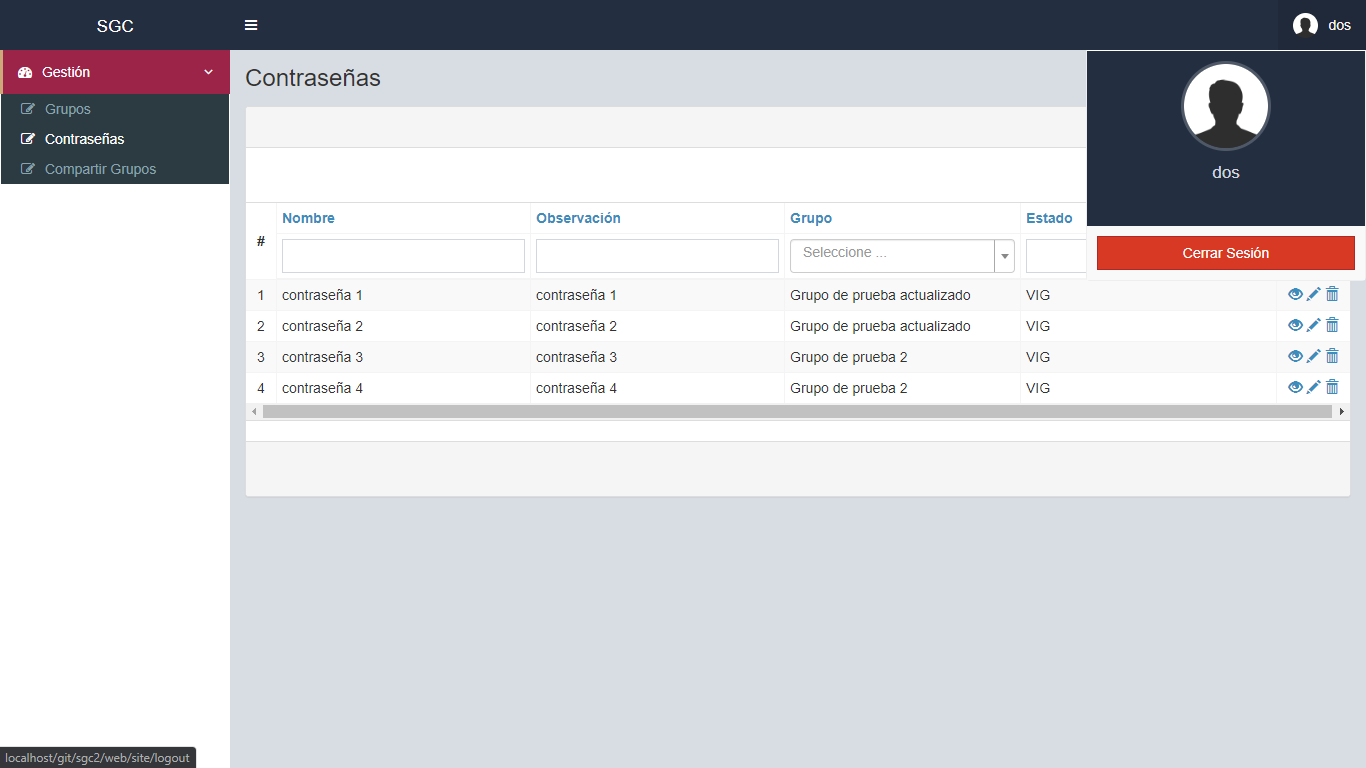 SGC
dos
Gestión
Grupos
Contraseñas
Compartir Grupos
Contraseñas
dos
Cerrar Sesión
# Nombre Observación Grupo Estado
Seleccione ...
1 contraseña 1 contraseña 1 Grupo de prueba actualizado VIG
2 contraseña 2 contraseña 2 Grupo de prueba actualizado VIG
3 contraseña 3 contraseña 3 Grupo de prueba 2 VIG
4 contraseña 4 contraseña 4 Grupo de prueba 2 VIG
localhost/git/sgc2/web/site/logout